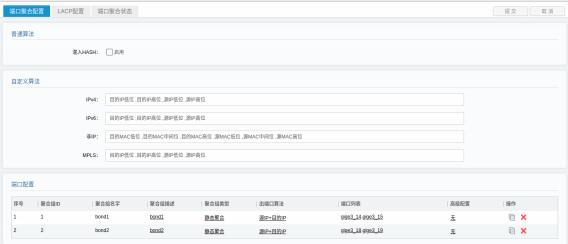 端口聚合配置 LACP配置 端口聚合状态 提 交 取 消
普通算法
混入HASH: 启用
自定义算法
IPv4: 目的IP低位 ,目的IP高位 ,源IP低位 ,源IP高位
IPv6: 目的IP低位 ,目的IP高位 ,源IP低位 ,源IP高位
非IP: 目的MAC低位 ,目的MAC中间位 ,目的MAC高位 ,源MAC低位 ,源MAC中间位 ,源MAC高位
MPLS: 目的IP低位 ,目的IP高位 ,源IP低位 ,源IP高位
端口配置
序号 聚合组ID 聚合组名字 聚合组描述 聚合组类型 出端口算法 端口列表 高级配置 操作
1 1 bond1 bond1 静态聚合 源IP+目的IP gige3_14,gige3_15 无
2 2 bond2 bond2 静态聚合 源IP+目的IP gige3_18,gige3_19 无